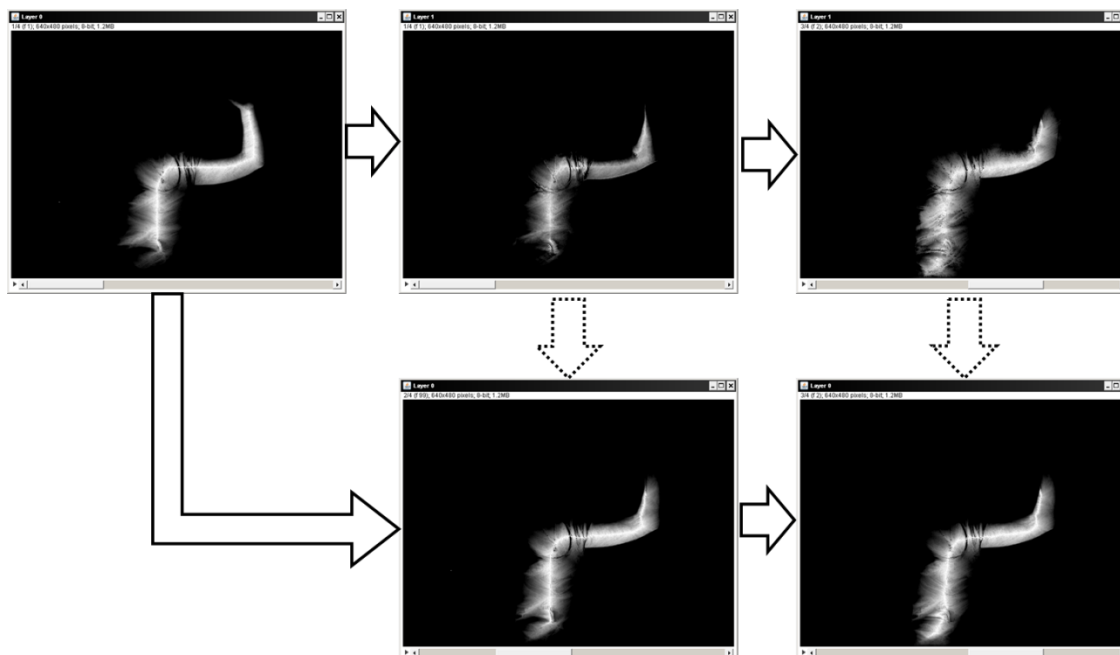 Layer 0
1/4 (f 1); 640x480 pixels; 8-bit; 1.2MB
Layer 1
1/4 (f 1); 640x480 pixels; 8-bit; 1.2MB
Layer 1
3/4 (f 2); 640x480 pixels; 8-bit; 1.2MB
Layer 0
2/4 (f 99); 640x480 pixels; 8-bit; 1.2MB
Layer 0
3/4 (f 2); 640x480 pixels; 8-bit; 1.2MB